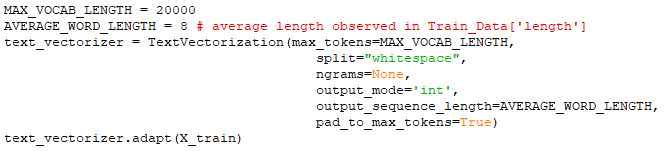 MAX_VOCAB_LENGTH = 20000
AVERAGE_WORD_LENGTH = 8 # average length observed in Train_Data['length']
text_vectorizer = TextVectorization(max_tokens=MAX_VOCAB_LENGTH,
split="whitespace",
ngrams=None,
output_mode='int',
output_sequence_length=AVERAGE_WORD_LENGTH,
pad_to_max_tokens=True)
text_vectorizer.adapt(X_train)